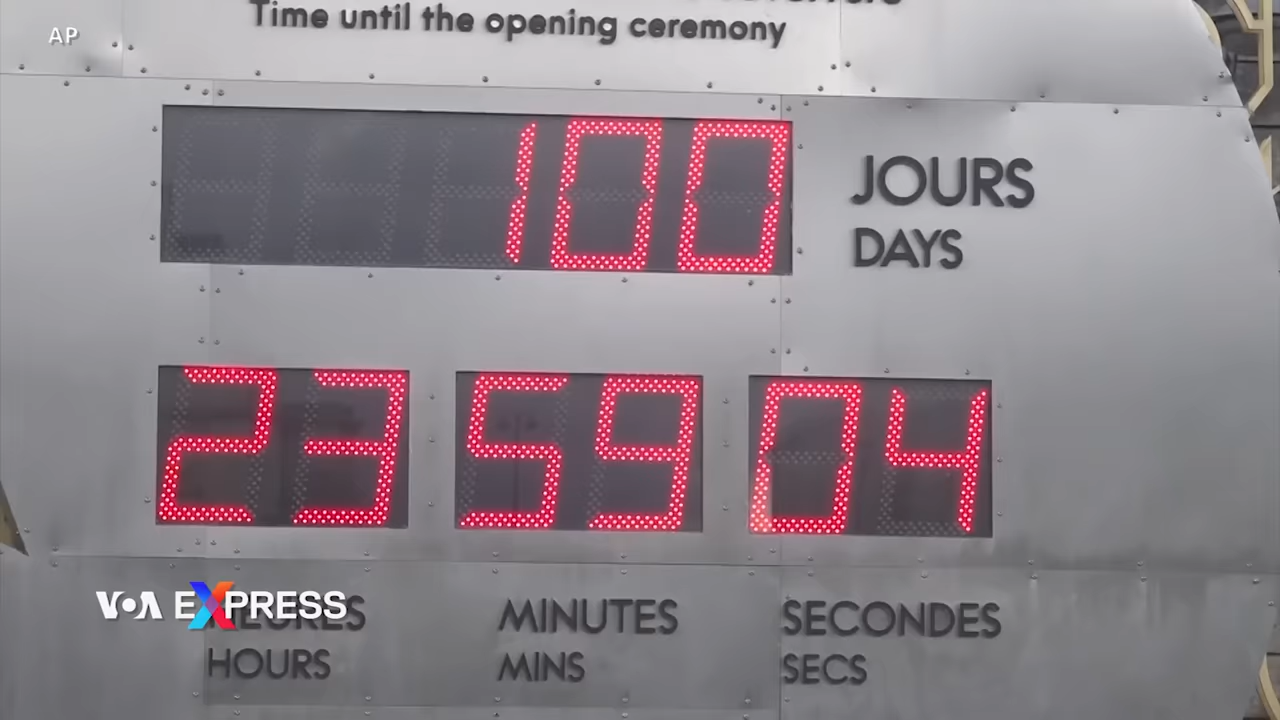 Time until the opening ceremony
AP
100
JOURS
DAYS
23 59 04
VOA EXPRESS
HEURES
HOURS
MINUTES
MINS
SECONDES
SECS